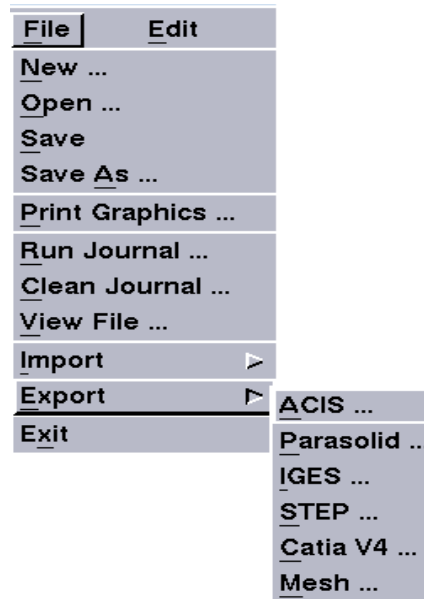 File Edit
New ...
Open ...
Save
Save As ...
Print Graphics ...
Run Journal ...
Clean Journal ...
View File ...
Import
Export
Exit
ACIS ...
Parasolid ..
IGES ...
STEP ...
Catia V4 ...
Mesh ...